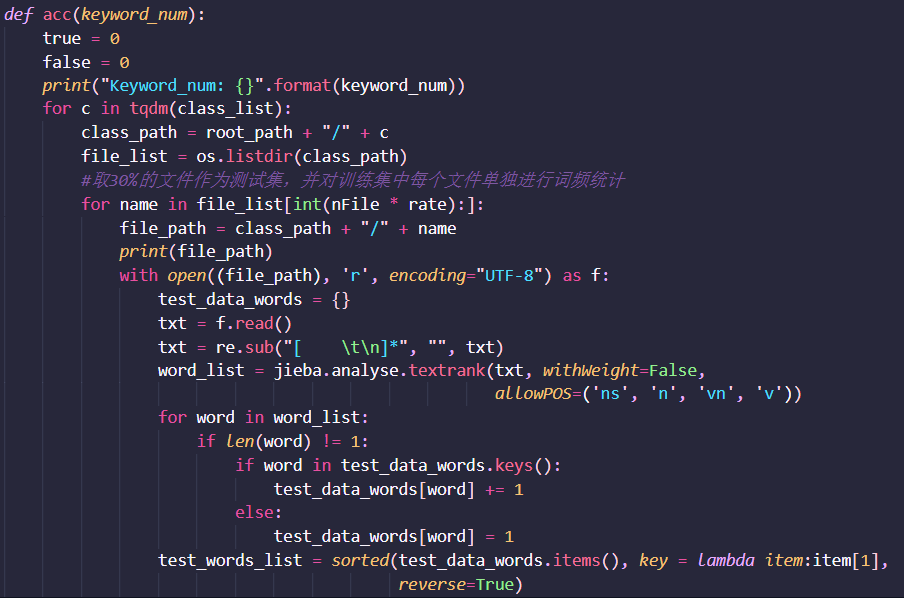 def acc(keyword_num):
    true = 0
    false = 0
    print("Keyword_num: {}".format(keyword_num))
    for c in tqdm(class_list):
        class_path = root_path + "/" + c
        file_list = os.listdir(class_path)
        #取30%的文件作为测试集，并对训练集中每个文件单独进行词频统计
        for name in file_list[int(nFile * rate):]:
            file_path = class_path + "/" + name
            print(file_path)
            with open((file_path), 'r', encoding="UTF-8") as f:
                test_data_words = {}
                txt = f.read()
                txt = re.sub("[    \t\n]*", "", txt)
                word_list = jieba.analyse.textrank(txt, withWeight=False,
                                                   allowPOS=('ns', 'n', 'vn', 'v'))
                for word in word_list:
                    if len(word) != 1:
                        if word in test_data_words.keys():
                            test_data_words[word] += 1
                        else:
                            test_data_words[word] = 1
                test_words_list = sorted(test_data_words.items(), key = lambda item:item[1],
                                         reverse=True)